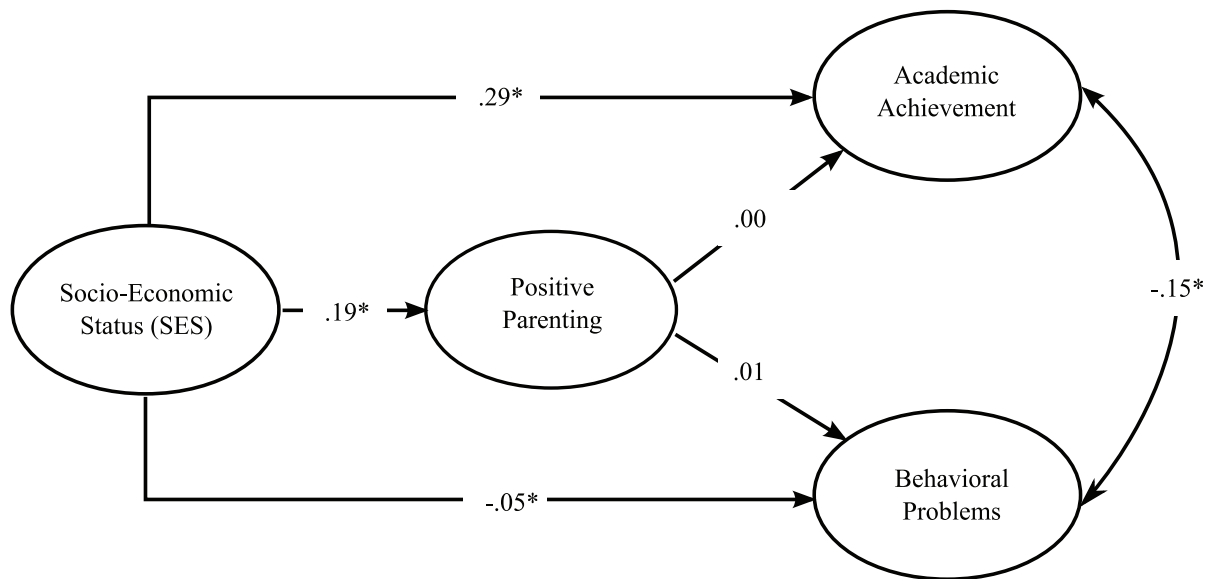 Academic
Achievement
.29*
.00
Socio-Economic
Status (SES)
.19*
Positive
Parenting
-.15*
.01
Behavioral
Problems
-.05*